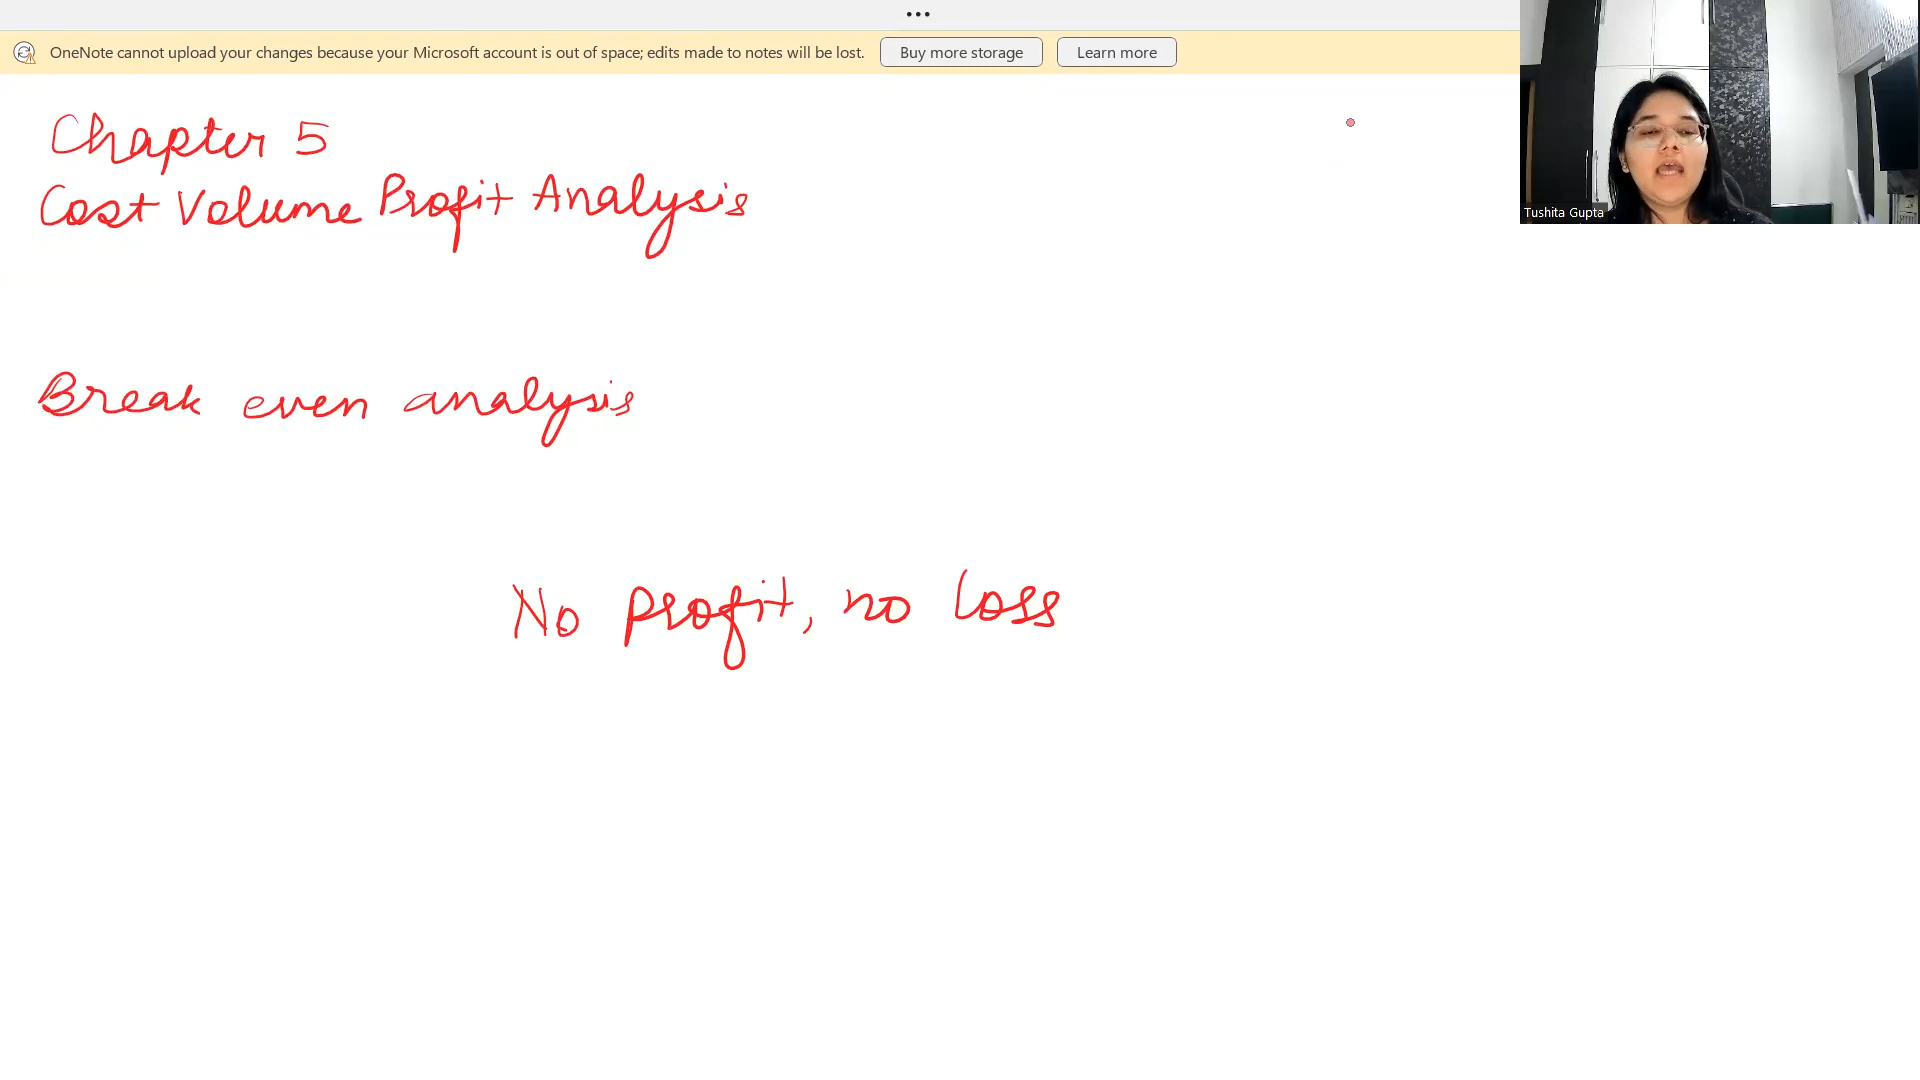 •••
OneNote cannot upload your changes because your Microsoft account is out of space; edits made to notes will be lost. Buy more storage Learn more
Tushita Gupta
Chapter 5
Cost Volume Profit Analysis
Break even analysis
No profit, no loss